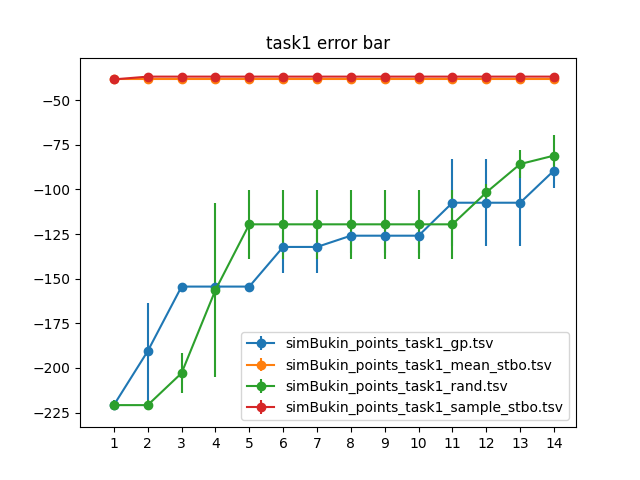 task1 error bar
−50
−75
−100
−125
−150
−175
−200
−225
simBukin_points_task1_gp.tsv
simBukin_points_task1_mean_stbo.tsv
simBukin_points_task1_rand.tsv
simBukin_points_task1_sample_stbo.tsv
1 2 3 4 5 6 7 8 9 10 11 12 13 14